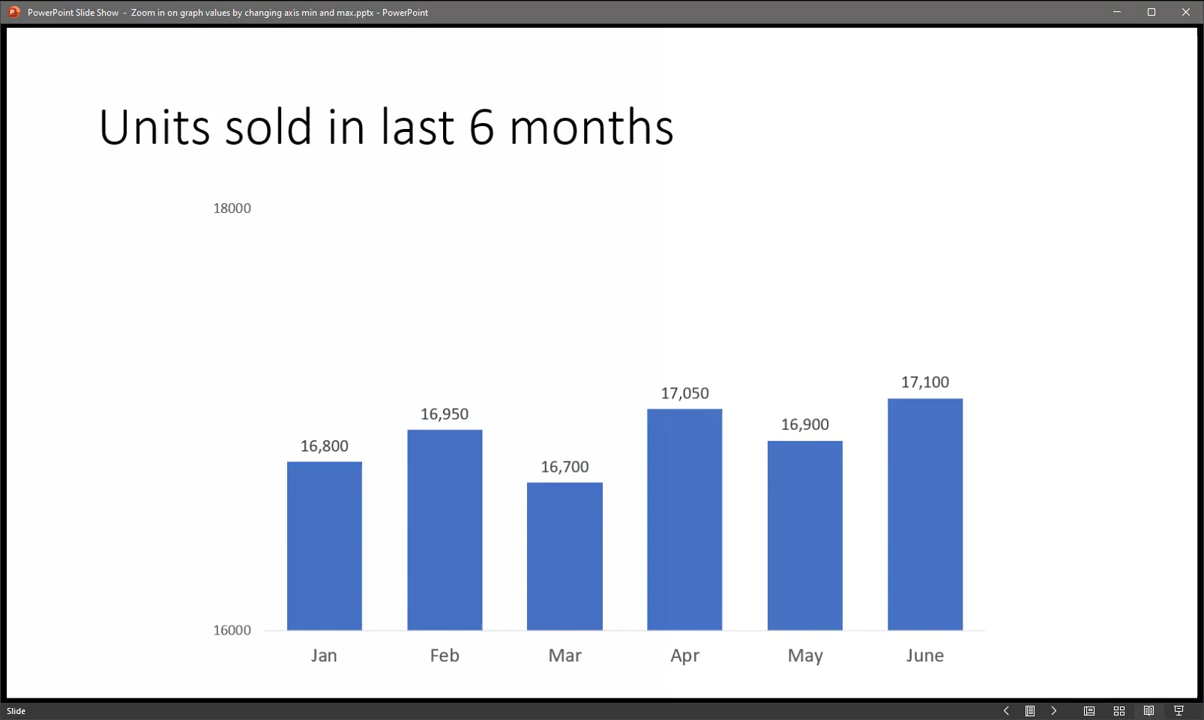 PowerPoint Slide Show - Zoom in on graph values by changing axis min and max.pptx - PowerPoint
Units sold in last 6 months
18000
17,100
17,050
16,950
16,900
16,800
16,700
16000
Jan Feb Mar Apr May June
Slide